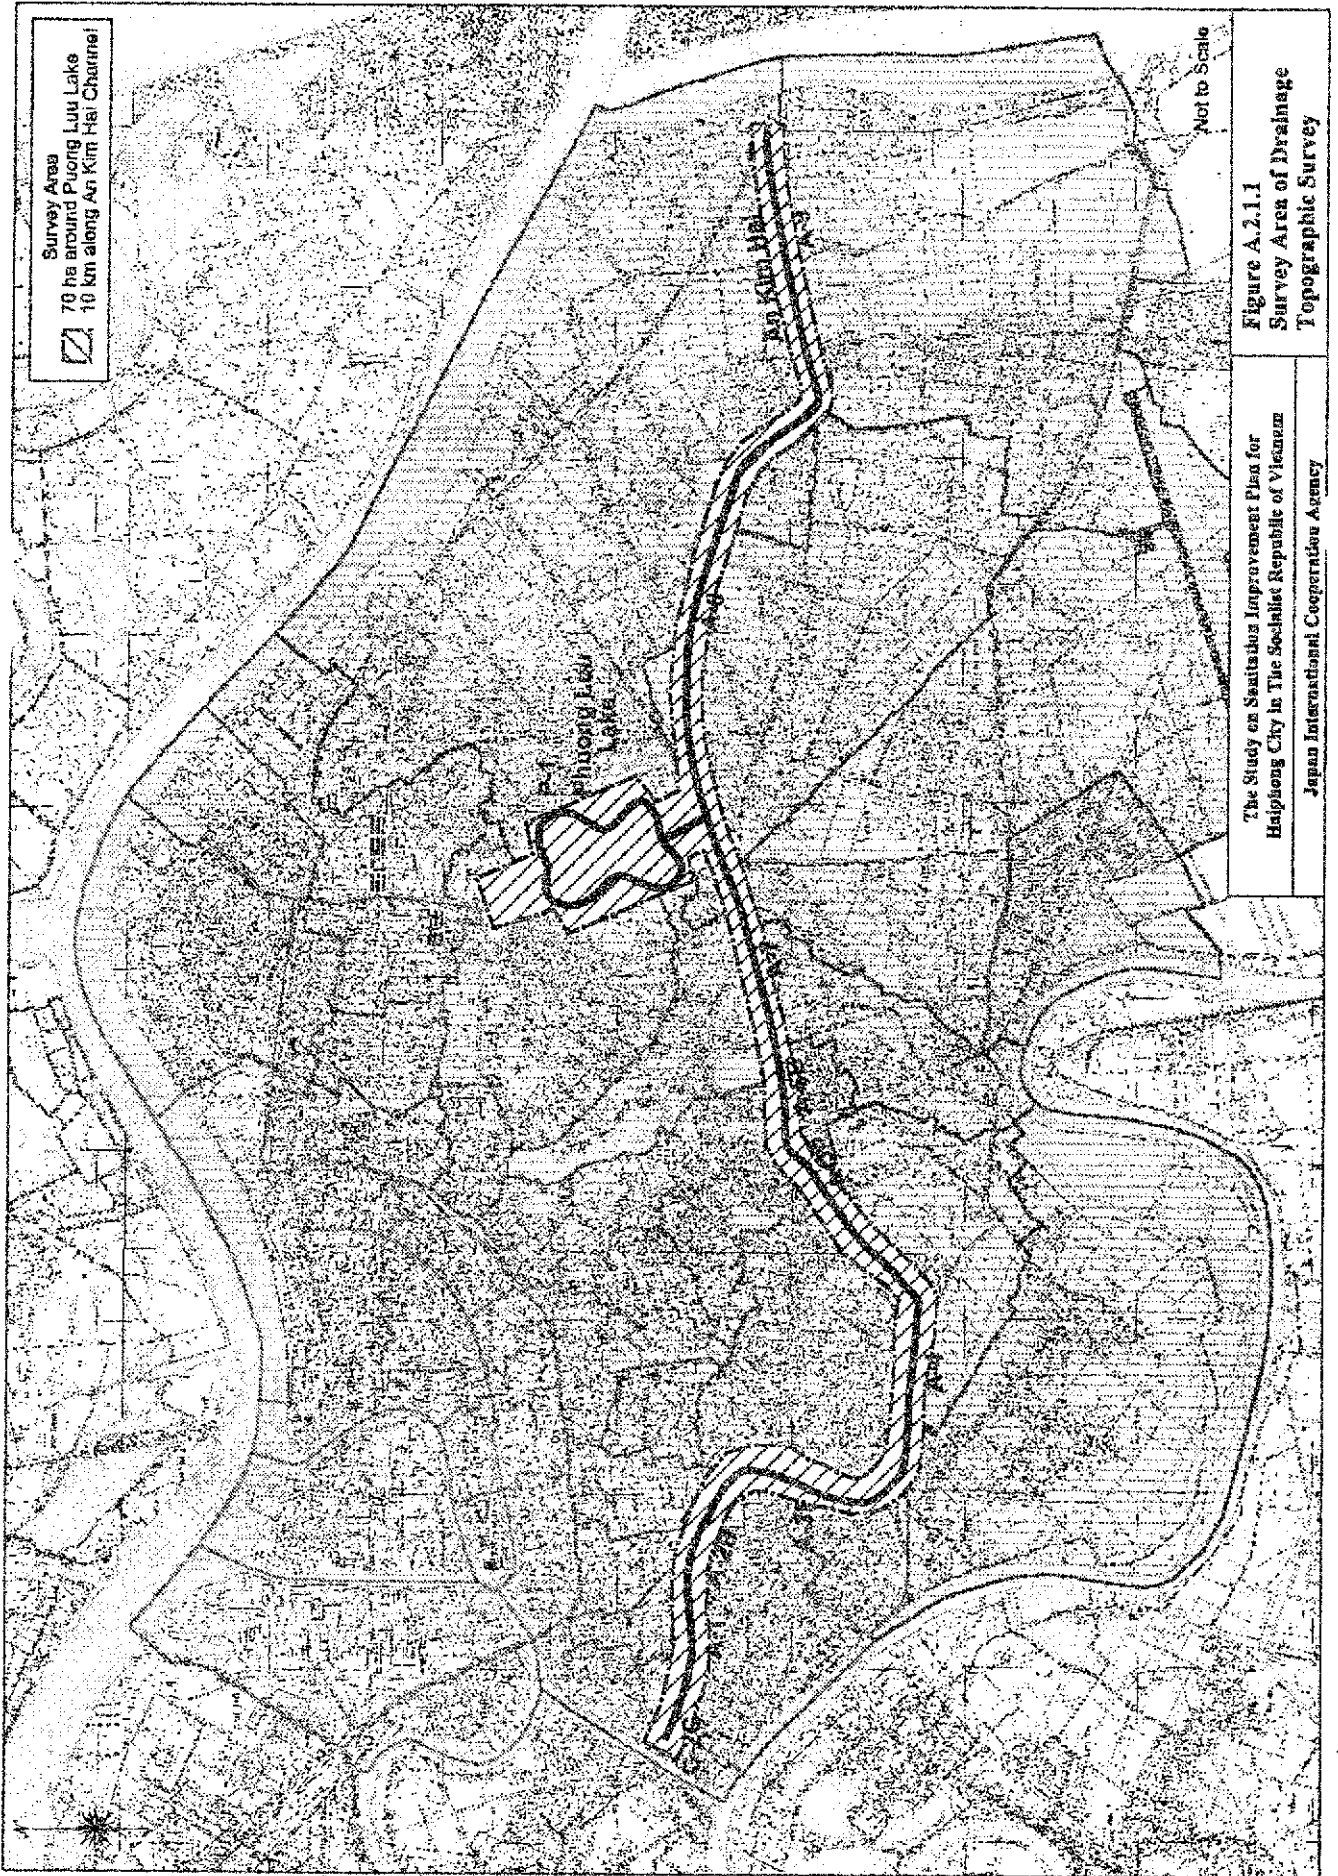 Survey Area
70 ha around Puong Luu Lake
10 km along An Kim Hai Channel
An Kim Hai
A-9
P-1
Phuong Luu
Lake
Not to Scale
The Study on Sanitation Improvement Plan for
Haiphong City in The Socialist Republic of Vietnam
Japan International Cooperation Agency
Figure A.2.1.1
Survey Area of Drainage
Topographic Survey